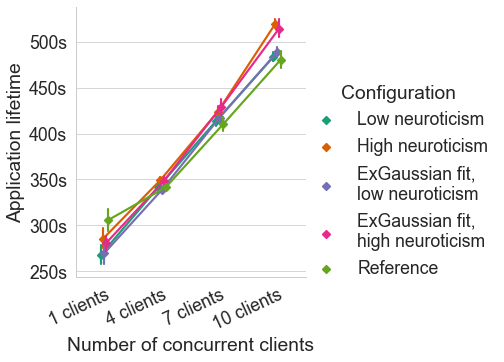 500s
450s
400s
350s
300s
250s
Application lifetime
1 clients
4 clients
7 clients
10 clients
Number of concurrent clients
Configuration
Low neuroticism
High neuroticism
ExGaussian fit,
low neuroticism
ExGaussian fit,
high neuroticism
Reference